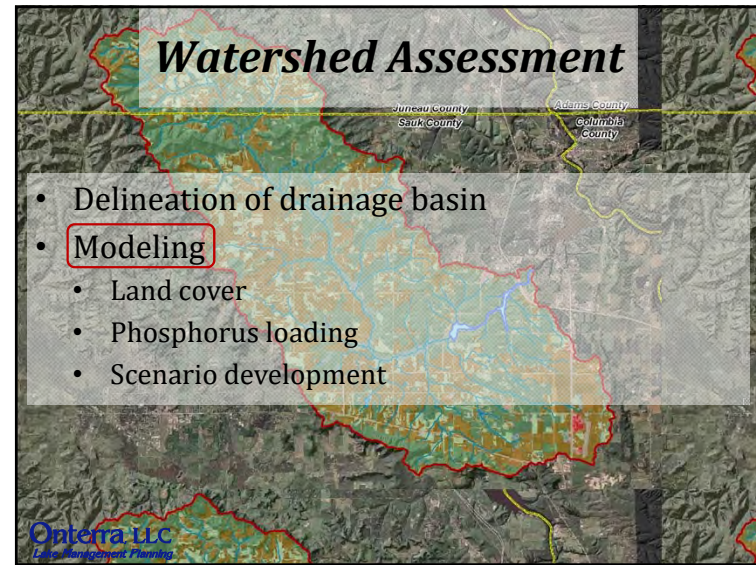 Watershed Assessment
Juneau County
Adams County
Sauk County
Columbia
County
• Delineation of drainage basin
• Modeling
• Land cover
• Phosphorus loading
• Scenario development
Onterra LLC
Lake Management Planning